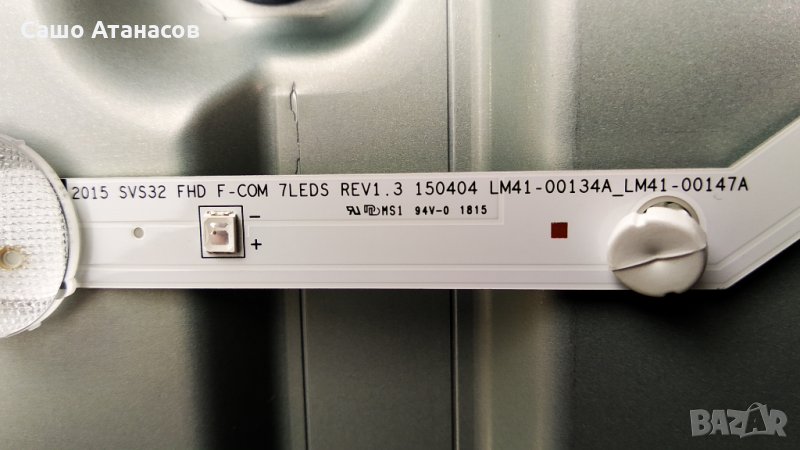 Сашо Атанасов
2015 SVS32 FHD F-COM 7LEDS REV1.3 150404 LM41-00134A_LM41-00147A
MS1 94V-0 1815
−
+
BAZAR